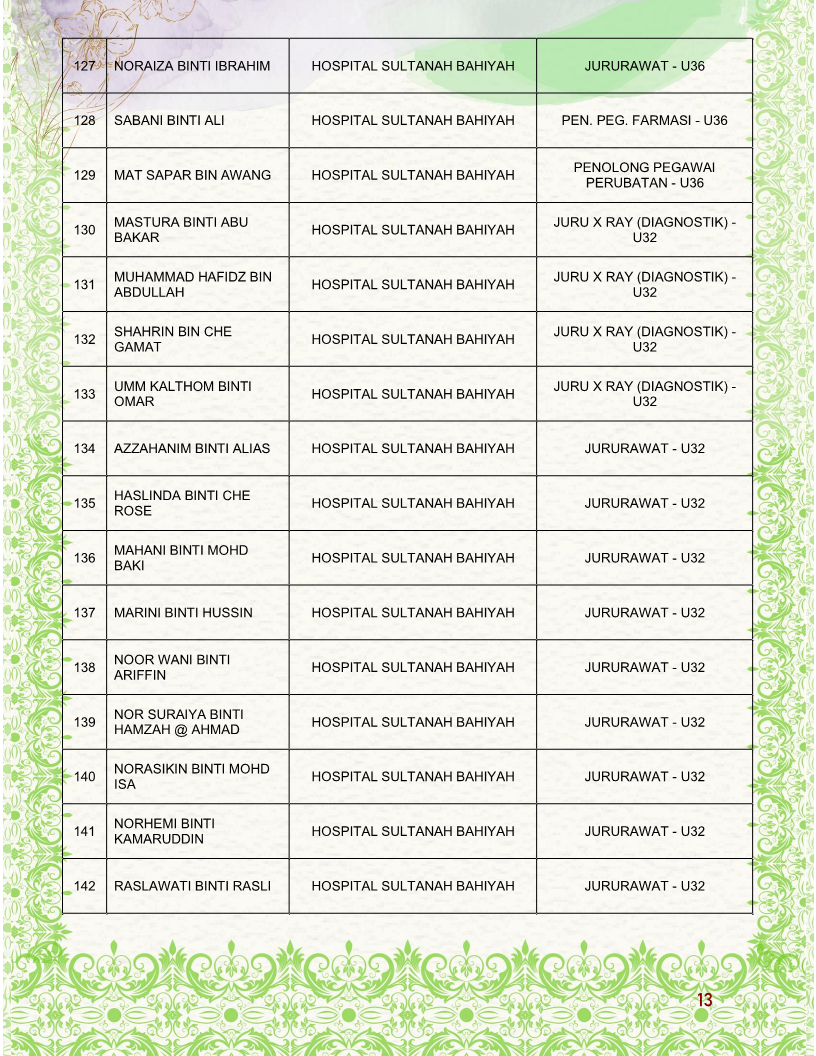 127 NORAIZA BINTI IBRAHIM HOSPITAL SULTANAH BAHIYAH JURURAWAT - U36
128 SABANI BINTI ALI HOSPITAL SULTANAH BAHIYAH PEN. PEG. FARMASI - U36
129 MAT SAPAR BIN AWANG HOSPITAL SULTANAH BAHIYAH PENOLONG PEGAWAI
PERUBATAN - U36
130 MASTURA BINTI ABU
BAKAR HOSPITAL SULTANAH BAHIYAH JURU X RAY (DIAGNOSTIK) -
U32
131 MUHAMMAD HAFIDZ BIN
ABDULLAH HOSPITAL SULTANAH BAHIYAH JURU X RAY (DIAGNOSTIK) -
U32
132 SHAHRIN BIN CHE
GAMAT HOSPITAL SULTANAH BAHIYAH JURU X RAY (DIAGNOSTIK) -
U32
133 UMM KALTHOM BINTI
OMAR HOSPITAL SULTANAH BAHIYAH JURU X RAY (DIAGNOSTIK) -
U32
134 AZZAHANIM BINTI ALIAS HOSPITAL SULTANAH BAHIYAH JURURAWAT - U32
135 HASLINDA BINTI CHE
ROSE HOSPITAL SULTANAH BAHIYAH JURURAWAT - U32
136 MAHANI BINTI MOHD
BAKI HOSPITAL SULTANAH BAHIYAH JURURAWAT - U32
137 MARINI BINTI HUSSIN HOSPITAL SULTANAH BAHIYAH JURURAWAT - U32
138 NOOR WANI BINTI
ARIFFIN HOSPITAL SULTANAH BAHIYAH JURURAWAT - U32
139 NOR SURAIYA BINTI
HAMZAH @ AHMAD HOSPITAL SULTANAH BAHIYAH JURURAWAT - U32
140 NORASIKIN BINTI MOHD
ISA HOSPITAL SULTANAH BAHIYAH JURURAWAT - U32
141 NORHEMI BINTI
KAMARUDDIN HOSPITAL SULTANAH BAHIYAH JURURAWAT - U32
142 RASLAWATI BINTI RASLI HOSPITAL SULTANAH BAHIYAH JURURAWAT - U32
13